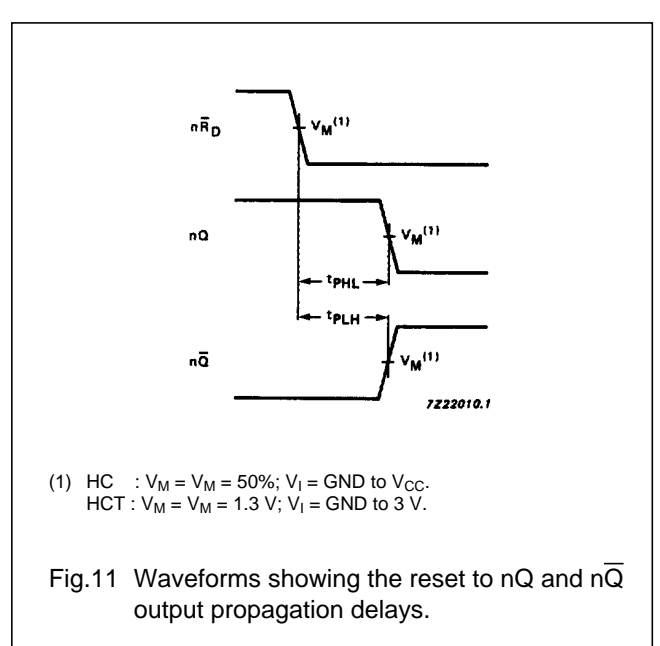 nR̅D
VM(1)
nQ
VM(1)
tPHL
tPLH
nQ̅
VM(1)
7Z22010.1
(1) HC : VM = VM = 50%; VI = GND to VCC.
HCT : VM = VM = 1.3 V; VI = GND to 3 V.
Fig.11 Waveforms showing the reset to nQ and nQ̅
output propagation delays.